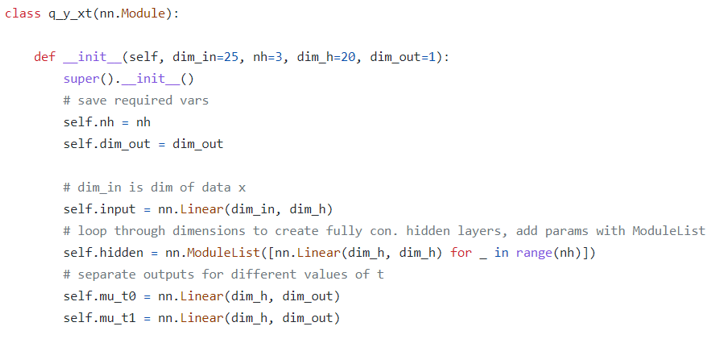 class q_y_xt(nn.Module):
def __init__(self, dim_in=25, nh=3, dim_h=20, dim_out=1):
super().__init__()
# save required vars
self.nh = nh
self.dim_out = dim_out
# dim_in is dim of data x
self.input = nn.Linear(dim_in, dim_h)
# loop through dimensions to create fully con. hidden layers, add params with ModuleList
self.hidden = nn.ModuleList([nn.Linear(dim_h, dim_h) for _ in range(nh)])
# separate outputs for different values of t
self.mu_t0 = nn.Linear(dim_h, dim_out)
self.mu_t1 = nn.Linear(dim_h, dim_out)